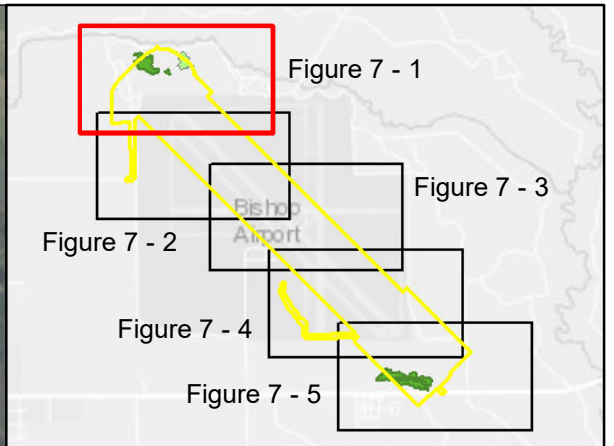 Figure 7 - 1
Figure 7 - 3
Bishop
Airport
Figure 7 - 2
Figure 7 - 4
Figure 7 - 5